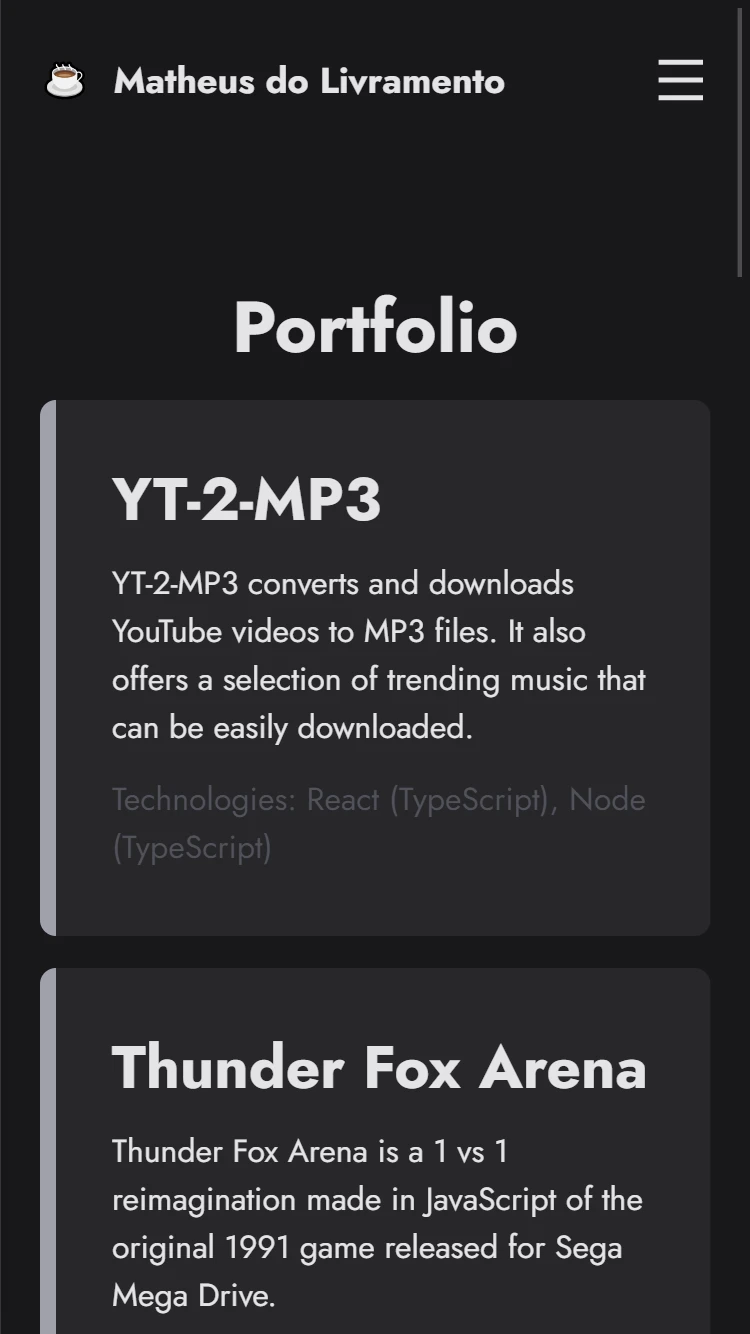 Matheus do Livramento
Portfolio
YT-2-MP3
YT-2-MP3 converts and downloads
YouTube videos to MP3 files. It also
offers a selection of trending music that
can be easily downloaded.
Technologies: React (TypeScript), Node
(TypeScript)
Thunder Fox Arena
Thunder Fox Arena is a 1 vs 1
reimagination made in JavaScript of the
original 1991 game released for Sega
Mega Drive.